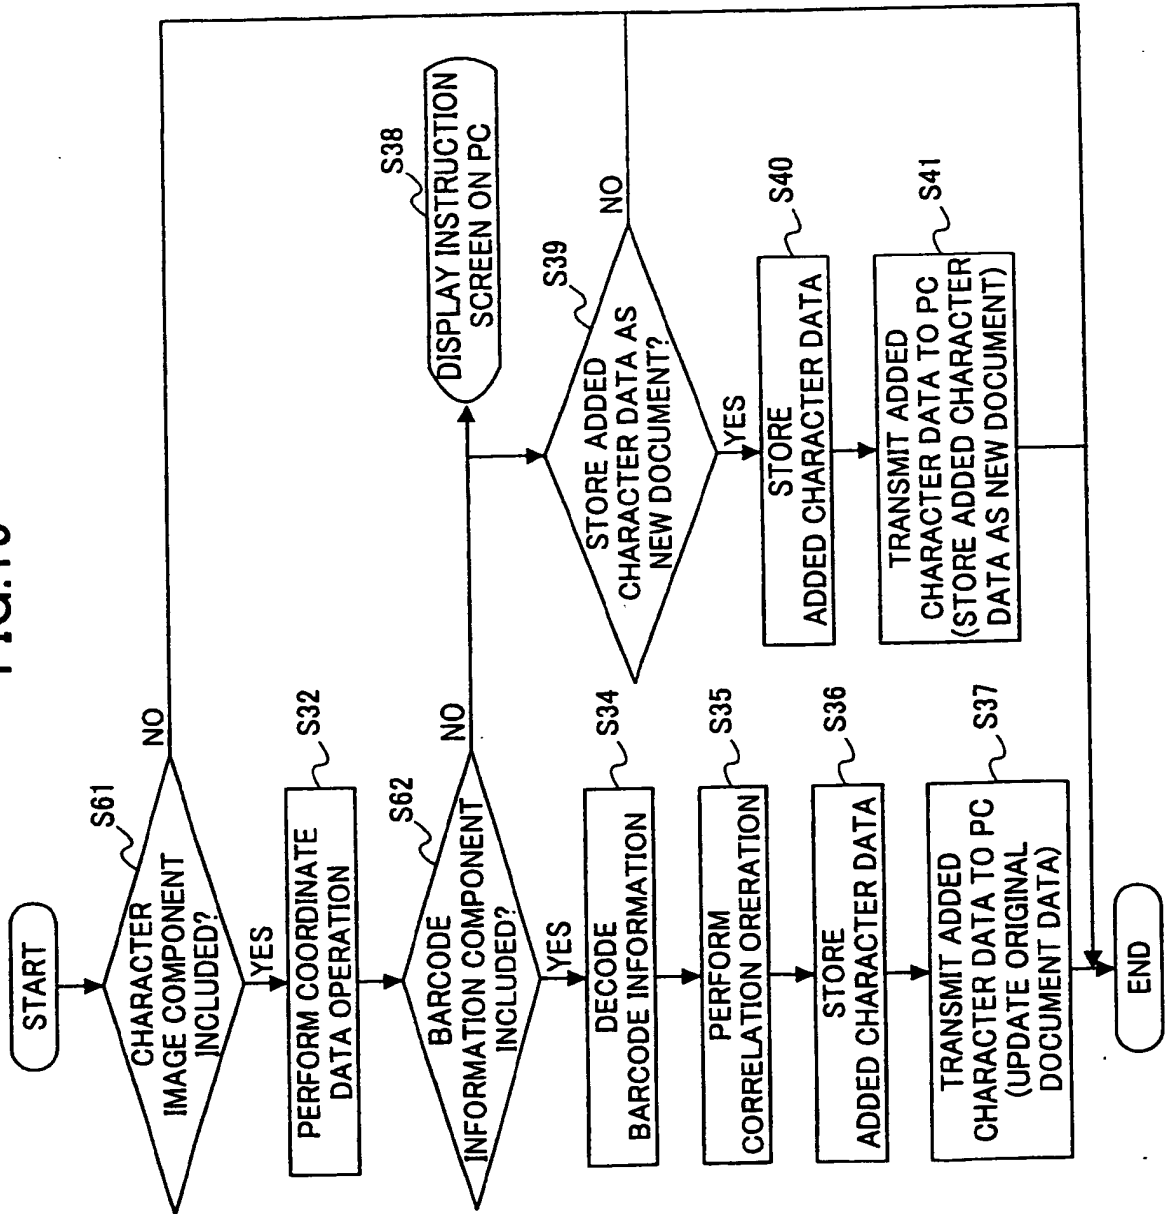 START
CHARACTER
IMAGE COMPONENT
INCLUDED?
S61
NO
YES
PERFORM COORDINATE
DATA OPERATION
S32
BARCODE
INFORMATION COMPONENT
INCLUDED?
S62
NO
YES
DECODE
BARCODE INFORMATION
S34
PERFORM
CORRELATION ORERATION
S35
STORE
ADDED CHARACTER DATA
S36
TRANSMIT ADDED
CHARACTER DATA TO PC
(UPDATE ORIGINAL
DOCUMENT DATA)
S37
DISPLAY INSTRUCTION
SCREEN ON PC
S38
STORE ADDED
CHARACTER DATA AS
NEW DOCUMENT?
S39
NO
YES
STORE
ADDED CHARACTER DATA
S40
TRANSMIT ADDED
CHARACTER DATA TO PC
(STORE ADDED CHARACTER
DATA AS NEW DOCUMENT)
S41
END